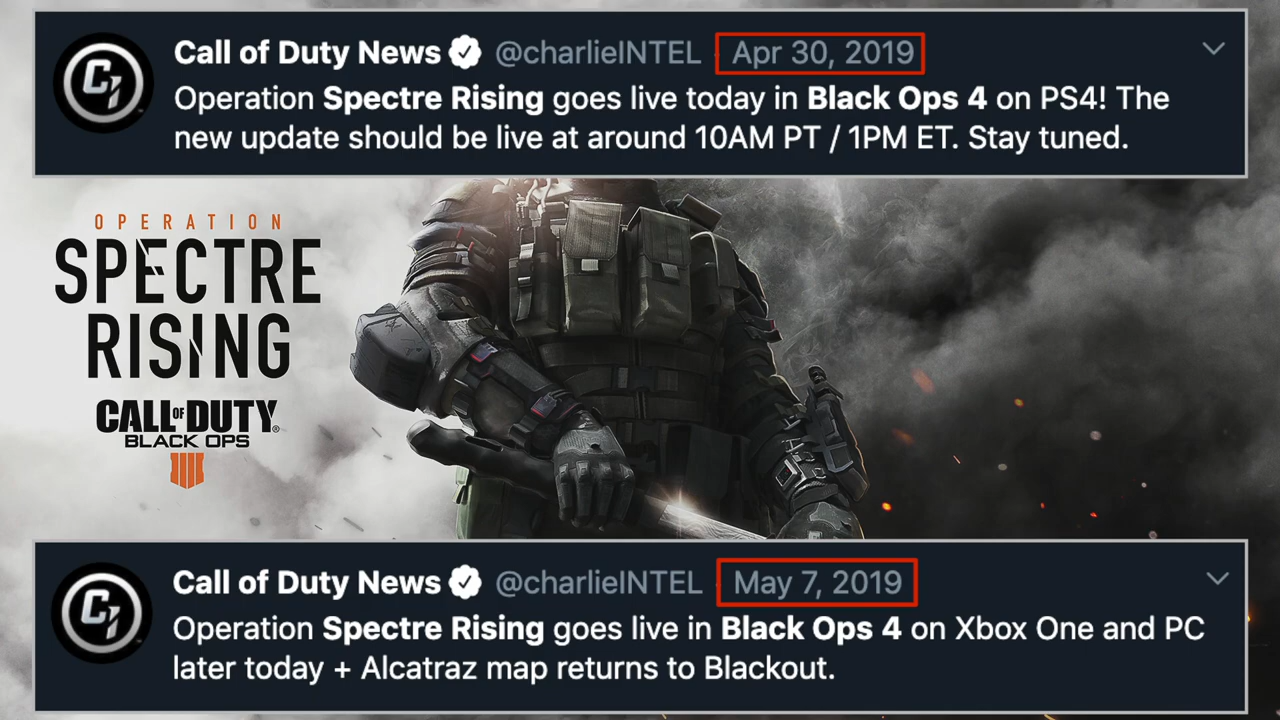 Call of Duty News @charlieINTEL Apr 30, 2019
Operation Spectre Rising goes live today in Black Ops 4 on PS4! The
new update should be live at around 10AM PT / 1PM ET. Stay tuned.
OPERATION
SPECTRE
RISING
CALL OF DUTY®
BLACK OPS
IIII
Call of Duty News @charlieINTEL May 7, 2019
Operation Spectre Rising goes live in Black Ops 4 on Xbox One and PC
later today + Alcatraz map returns to Blackout.